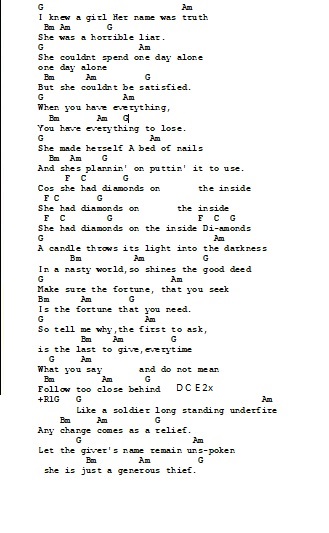 G Am
I knew a girl Her name was truth
Bm Am G
She was a horrible liar.
G Am
She couldnt spend one day alone
one day alone
Bm Am G
But she couldnt be satisfied.
G Am
When you have everything,
Bm Am G
You have everything to lose.
G Am
She made herself A bed of nails
Bm Am G
And shes plannin' on puttin' it to use.
F C G
Cos she had diamonds on the inside
F C G
She had diamonds on the inside
F C G F C G
She had diamonds on the inside Di-amonds
G Am
A candle throws its light into the darkness
Bm Am G
In a nasty world,so shines the good deed
G Am
Make sure the fortune, that you seek
Bm Am G
Is the fortune that you need.
G Am
So tell me why,the first to ask,
Bm Am G
is the last to give,everytime
G Am
What you say and do not mean
Bm Am G
Follow too close behind D C E 2x
+R1G G Am
Like a soldier long standing underfire
Bm Am G
Any change comes as a relief.
G Am
Let the giver's name remain uns-poken
Bm Am G
she is just a generous thief.